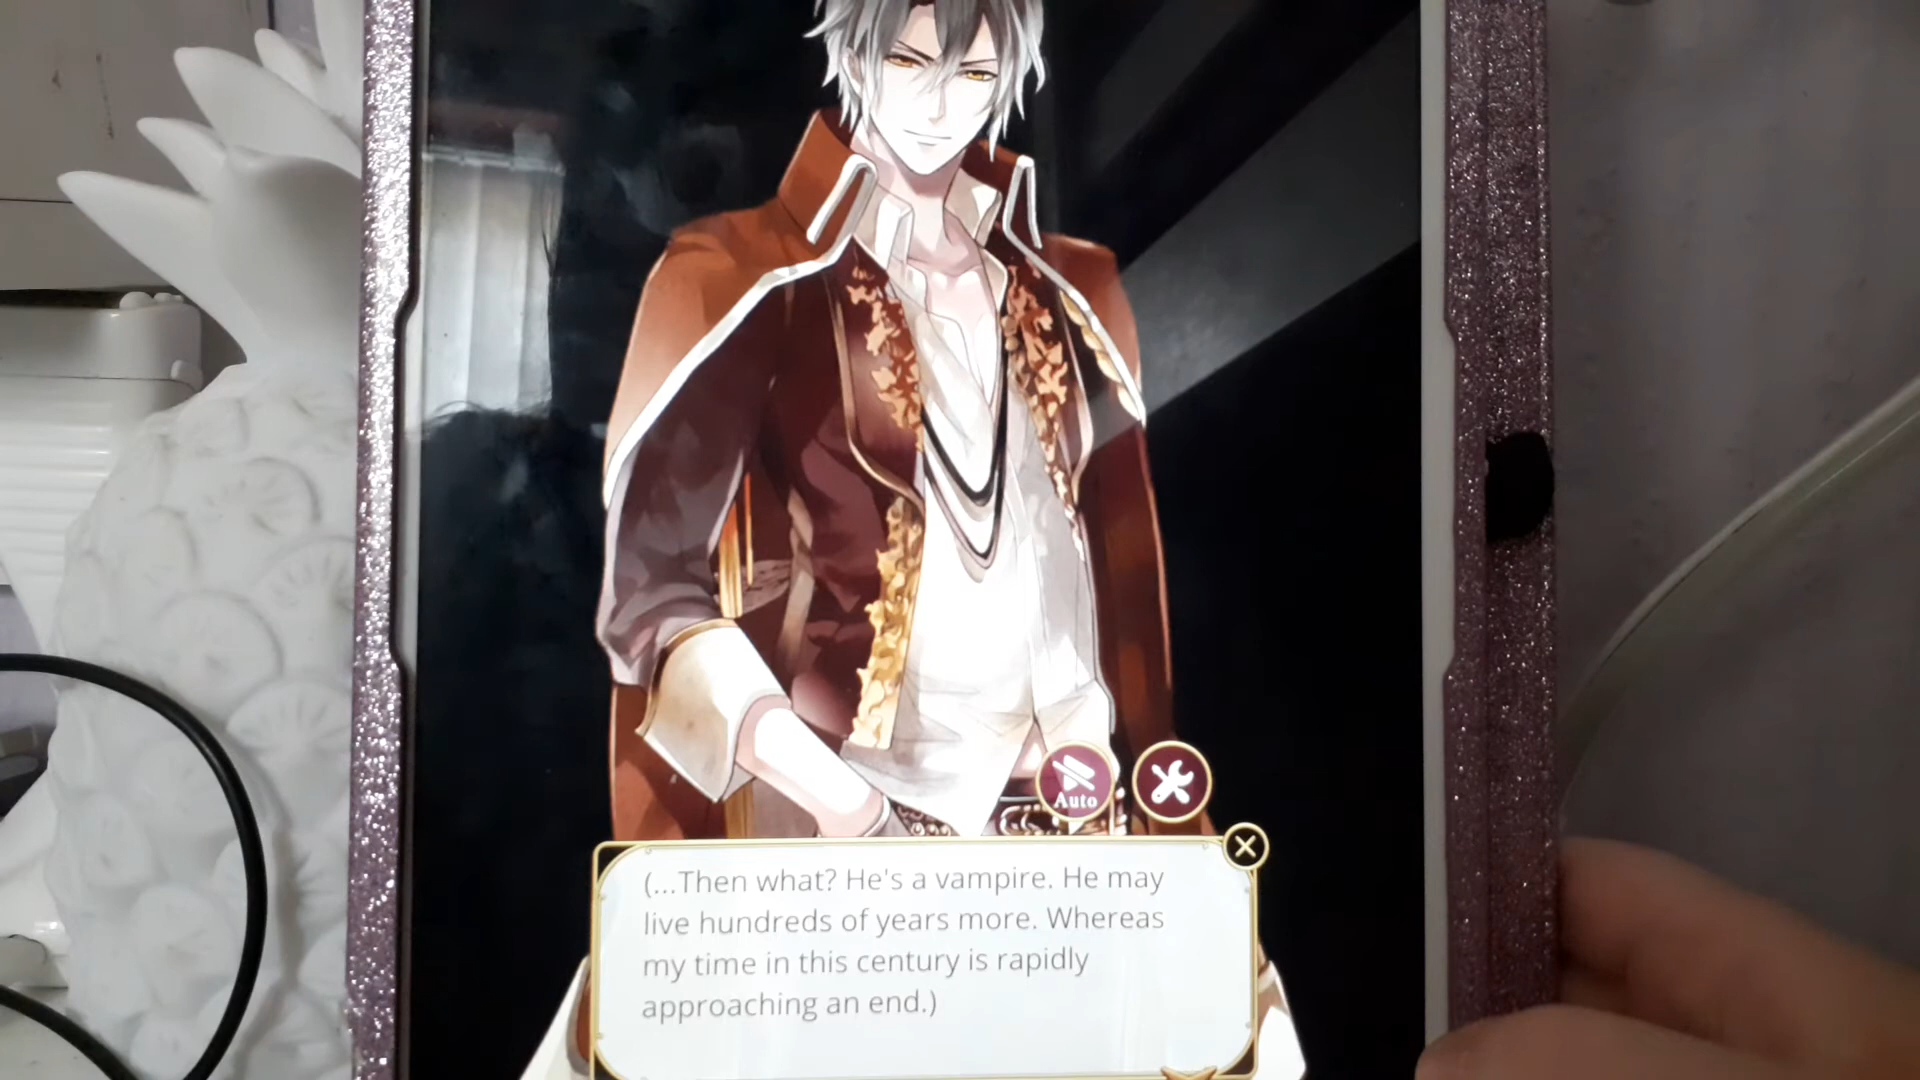 Auto
(...Then what? He's a vampire. He may
live hundreds of years more. Whereas
my time in this century is rapidly
approaching an end.)